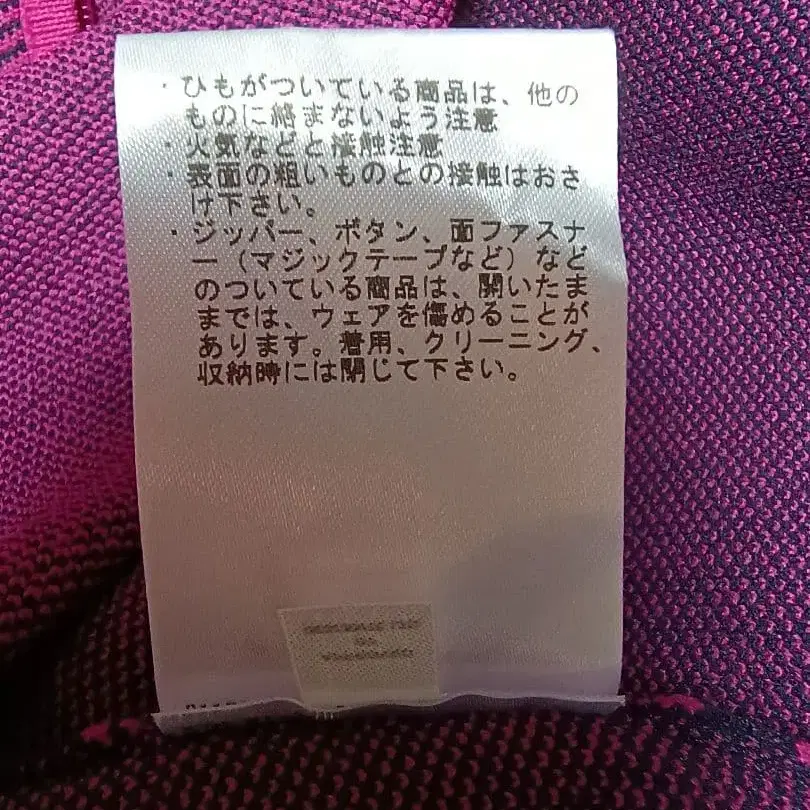 ・ひもがついている商品は、他の
ものに絡まないよう注意
・火気などと接触注意
・表面の粗いものとの接触はおさ
け下さい。
・ジッパー、ボタン、面ファスナ
ー（マジックテープなど）など
のついている商品は、開いたま
までは、ウェアを傷めることが
あります。着用、クリーニング、
収納時には閉じて下さい。